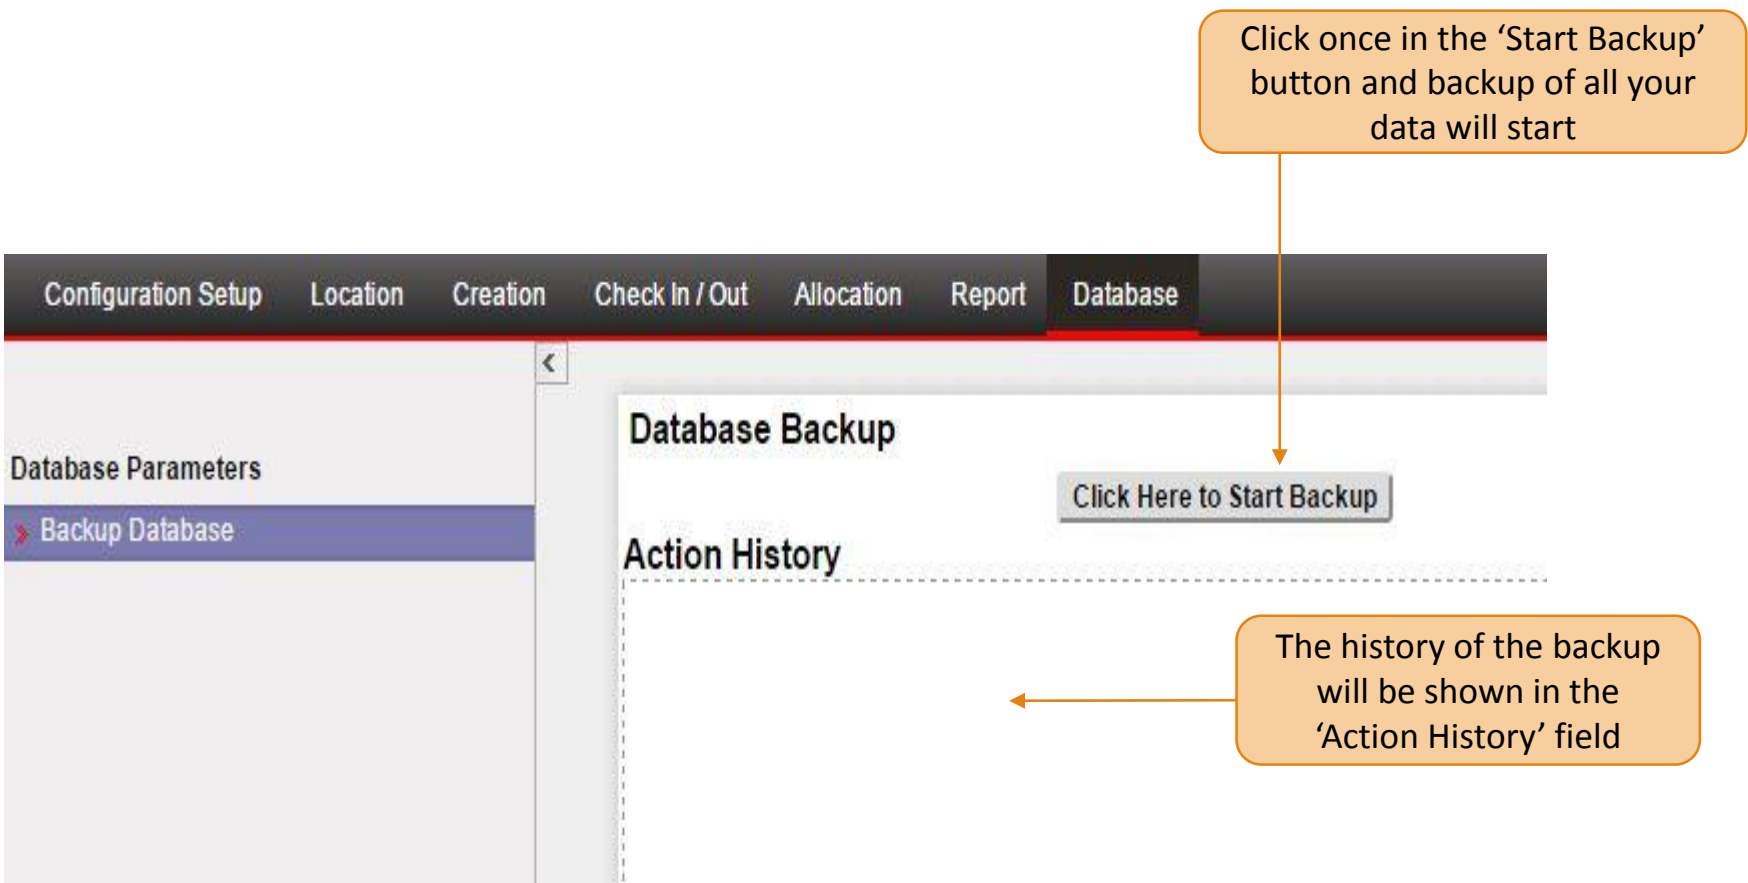 Click once in the ‘Start Backup’
button and backup of all your
data will start
Configuration Setup Location Creation Check In / Out Allocation Report Database
Database Parameters
Backup Database
Database Backup
Click Here to Start Backup
Action History
The history of the backup
will be shown in the
‘Action History’ field